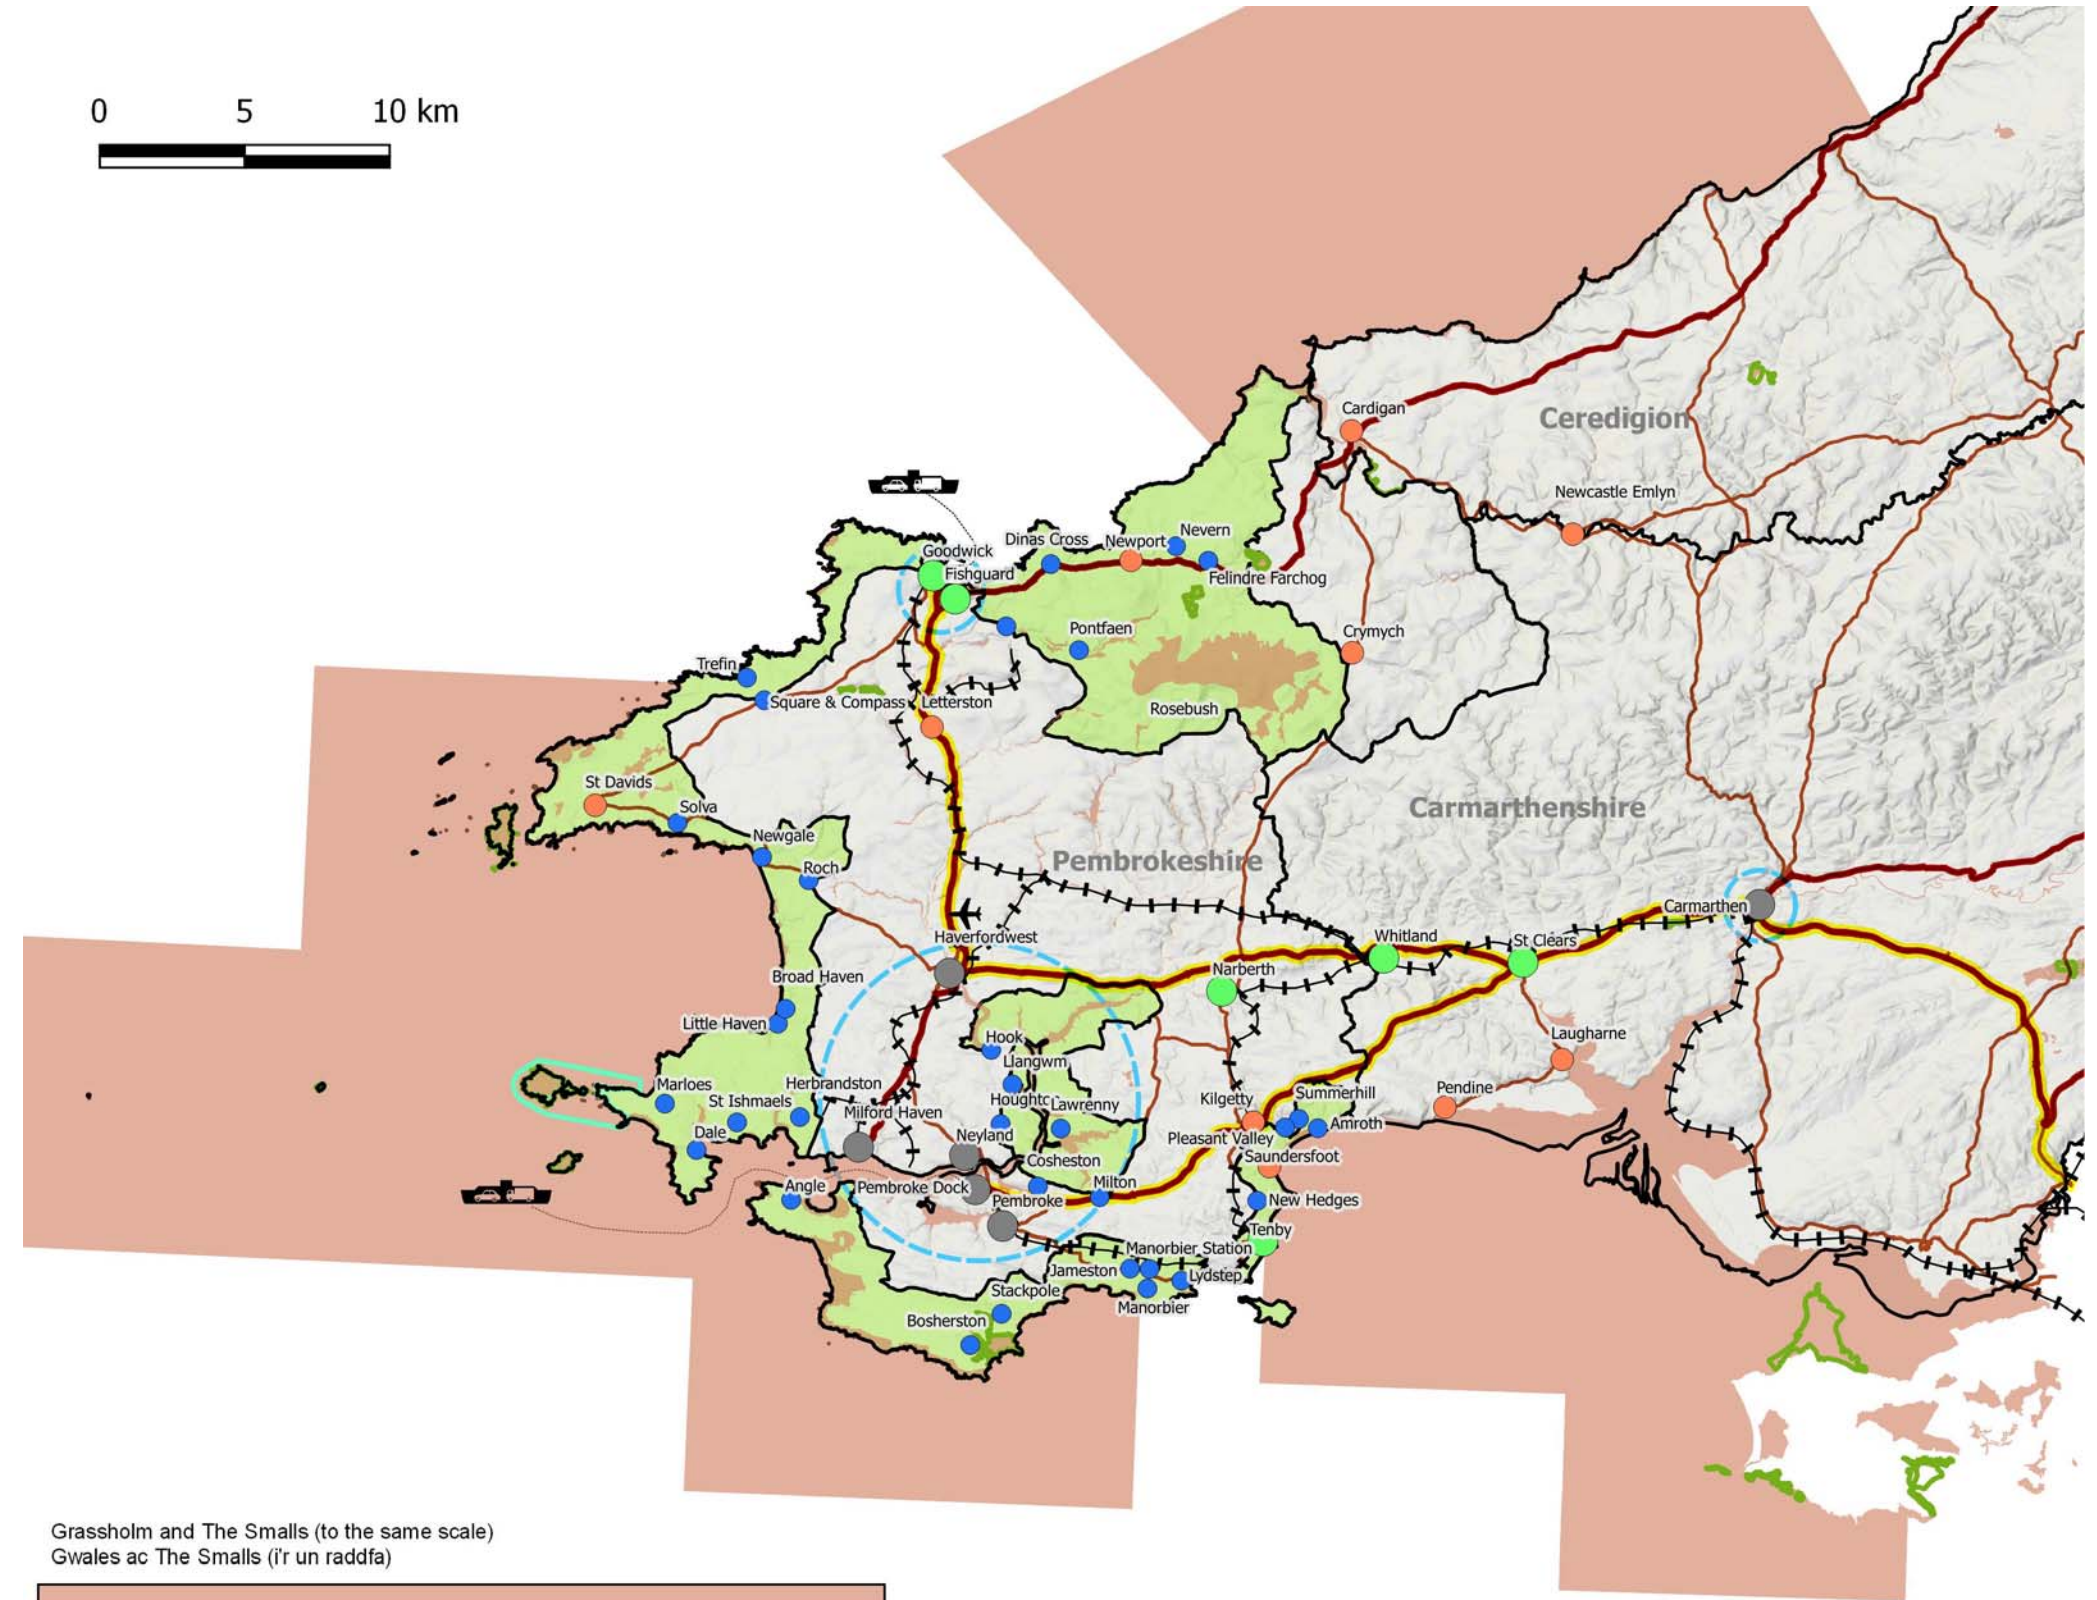 0 5 10 km
Cardigan
Ceredigion
Newcastle Emlyn
Goodwick
Fishguard
Dinas Cross
Newport
Nevern
Felindre Farchog
Pontfaen
Crymych
Trefin
Square & Compass
Letterston
Rosebush
St Davids
Solva
Newgale
Roch
Pembrokeshire
Carmarthenshire
Carmarthen
Haverfordwest
Whitland
St Clears
Narberth
Broad Haven
Little Haven
Hook
Llangwm
Laugharne
Marloes
St Ishmaels
Herbrandston
Milford Haven
Houghto
Lawrenny
Kilgetty
Summerhill
Pendine
Amroth
Dale
Neyland
Pleasant Valley
Saundersfoot
Cosheston
Angle
Pembroke Dock
Pembroke
Milton
New Hedges
Tenby
Manorbier Station
Jameston
Lydstep
Manorbier
Stackpole
Bosherston
Grassholm and The Smalls (to the same scale)
Gwales ac The Smalls (i'r un raddfa)